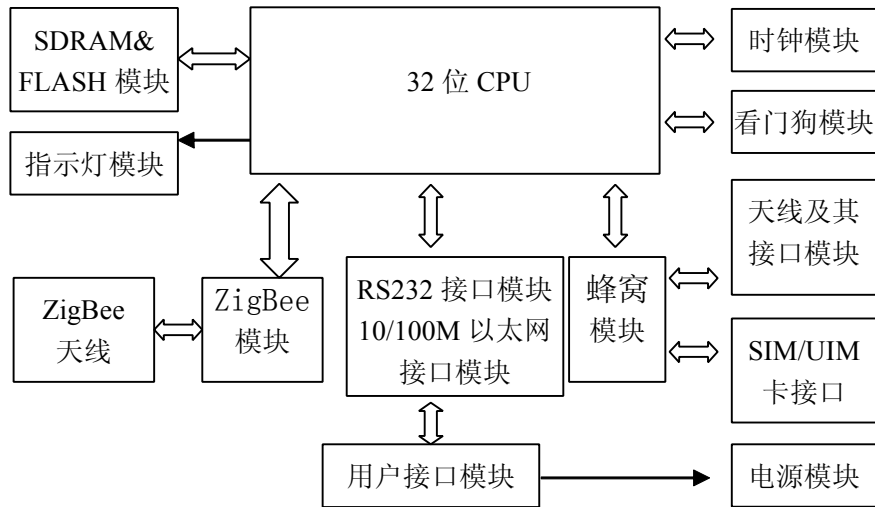 SDRAM&
FLASH 模块
32 位 CPU
时钟模块
看门狗模块
指示灯模块
天线及其
接口模块
ZigBee
天线
ZigBee
模块
RS232 接口模块
10/100M 以太网
接口模块
蜂窝
模块
SIM/UIM
卡接口
用户接口模块
电源模块